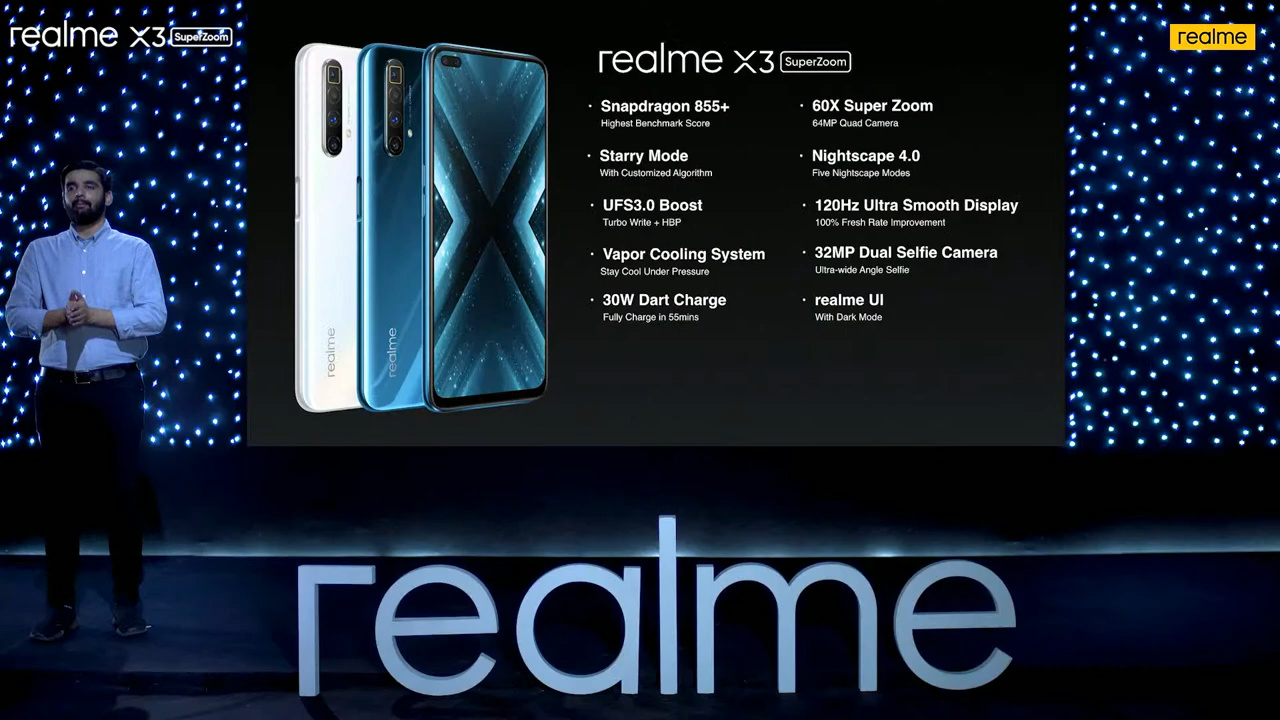 realme X3 SuperZoom
realme
realme X3 SuperZoom
· Snapdragon 855+
Highest Benchmark Score
· Starry Mode
With Customized Algorithm
· UFS3.0 Boost
Turbo Write + HBP
· Vapor Cooling System
Stay Cool Under Pressure
· 30W Dart Charge
Fully Charge in 55mins
· 60X Super Zoom
64MP Quad Camera
· Nightscape 4.0
Five Nightscape Modes
· 120Hz Ultra Smooth Display
100% Fresh Rate Improvement
· 32MP Dual Selfie Camera
Ultra-wide Angle Selfie
· realme UI
With Dark Mode
realme
realme
realme